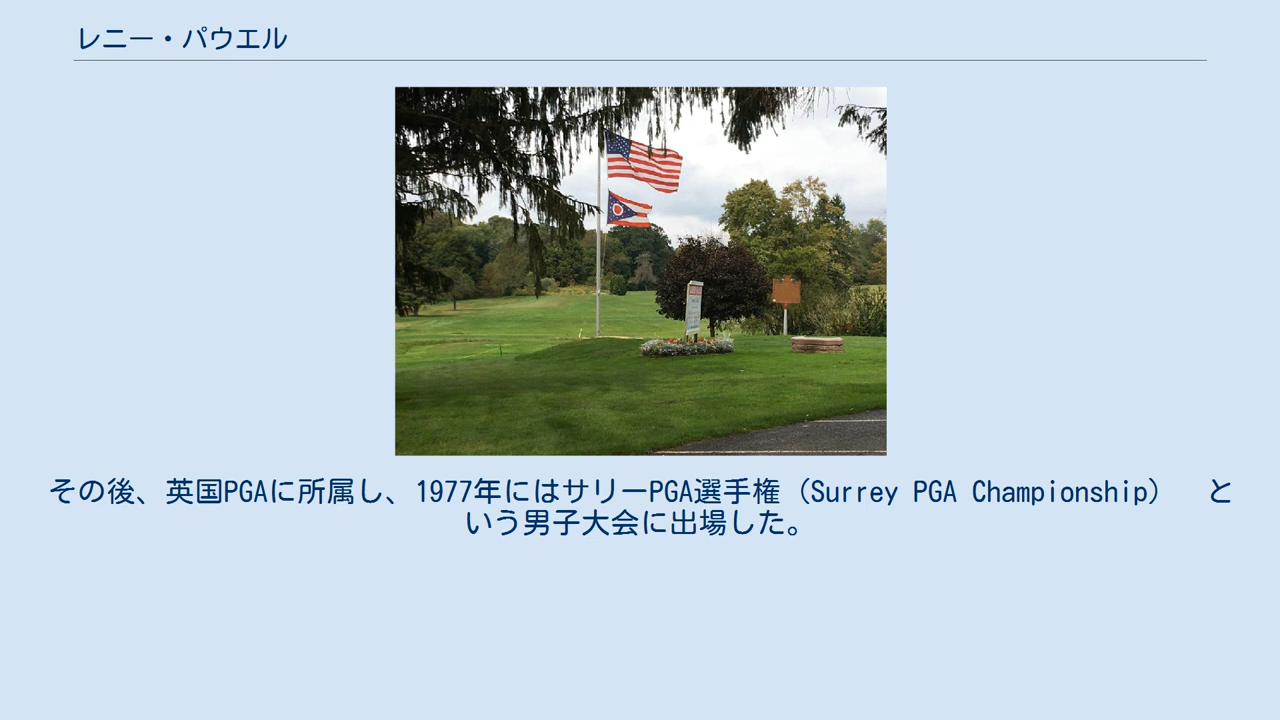 レニー・パウエル
その後、英国PGAに所属し、1977年にはサリーPGA選手権（Surrey PGA Championship）　と
いう男子大会に出場した。